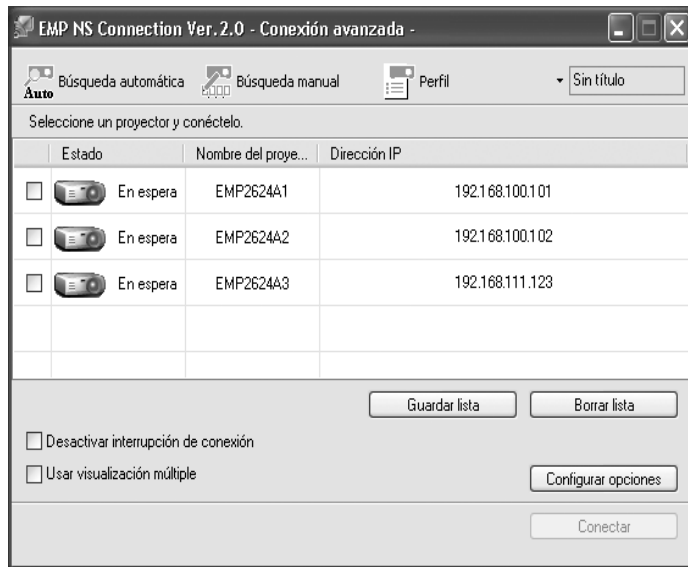 EMP NS Connection Ver.2.0 - Conexión avanzada -
Auto Búsqueda automática Búsqueda manual Perfil Sin título
Seleccione un proyector y conéctelo.
Estado Nombre del proye... Dirección IP
En espera EMP2624A1 192.168.100.101
En espera EMP2624A2 192.168.100.102
En espera EMP2624A3 192.168.111.123
Guardar lista Borrar lista
Desactivar interrupción de conexión
Usar visualización múltiple Configurar opciones
Conectar